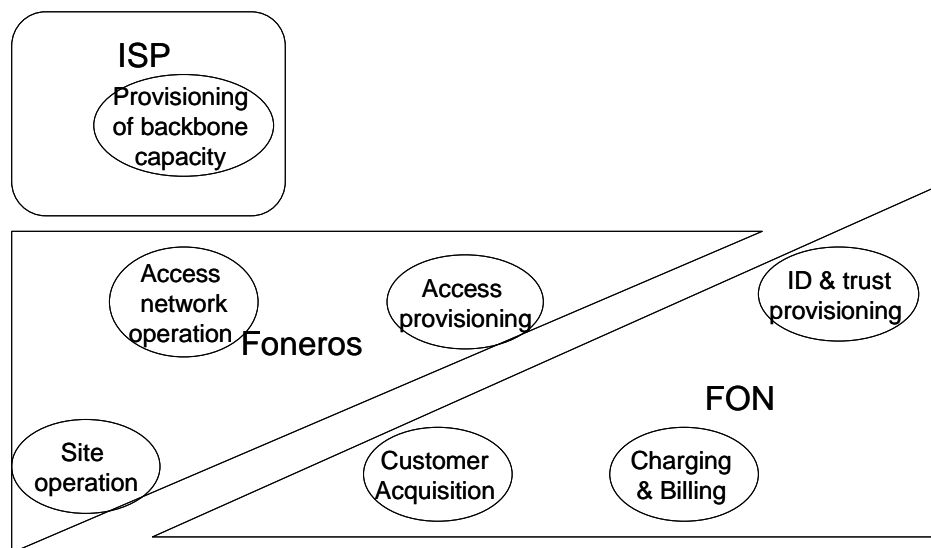 ISP
Provisioning
of backbone
capacity
Access
network
operation
Foneros
Access
provisioning
ID & trust
provisioning
FON
Site
operation
Customer
Acquisition
Charging
& Billing